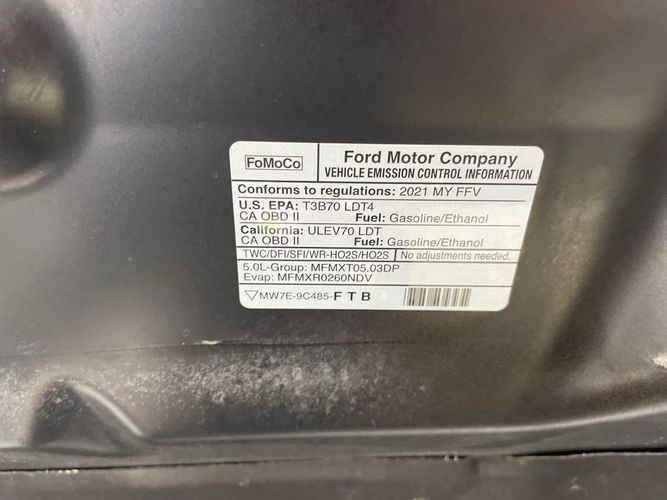 FoMoCo
Ford Motor Company
VEHICLE EMISSION CONTROL INFORMATION
Conforms to regulations: 2021 MY FFV
U.S. EPA: T3B70 LDT4
CA OBD II Fuel: Gasoline/Ethanol
California: ULEV70 LDT
CA OBD II Fuel: Gasoline/Ethanol
TWC/DFI/SFI/WR-HO2S/HO2S No adjustments needed.
5.0L-Group: MFMXT05.03DP
Evap: MFMXR0260NDV
MW7E-9C485-F T B